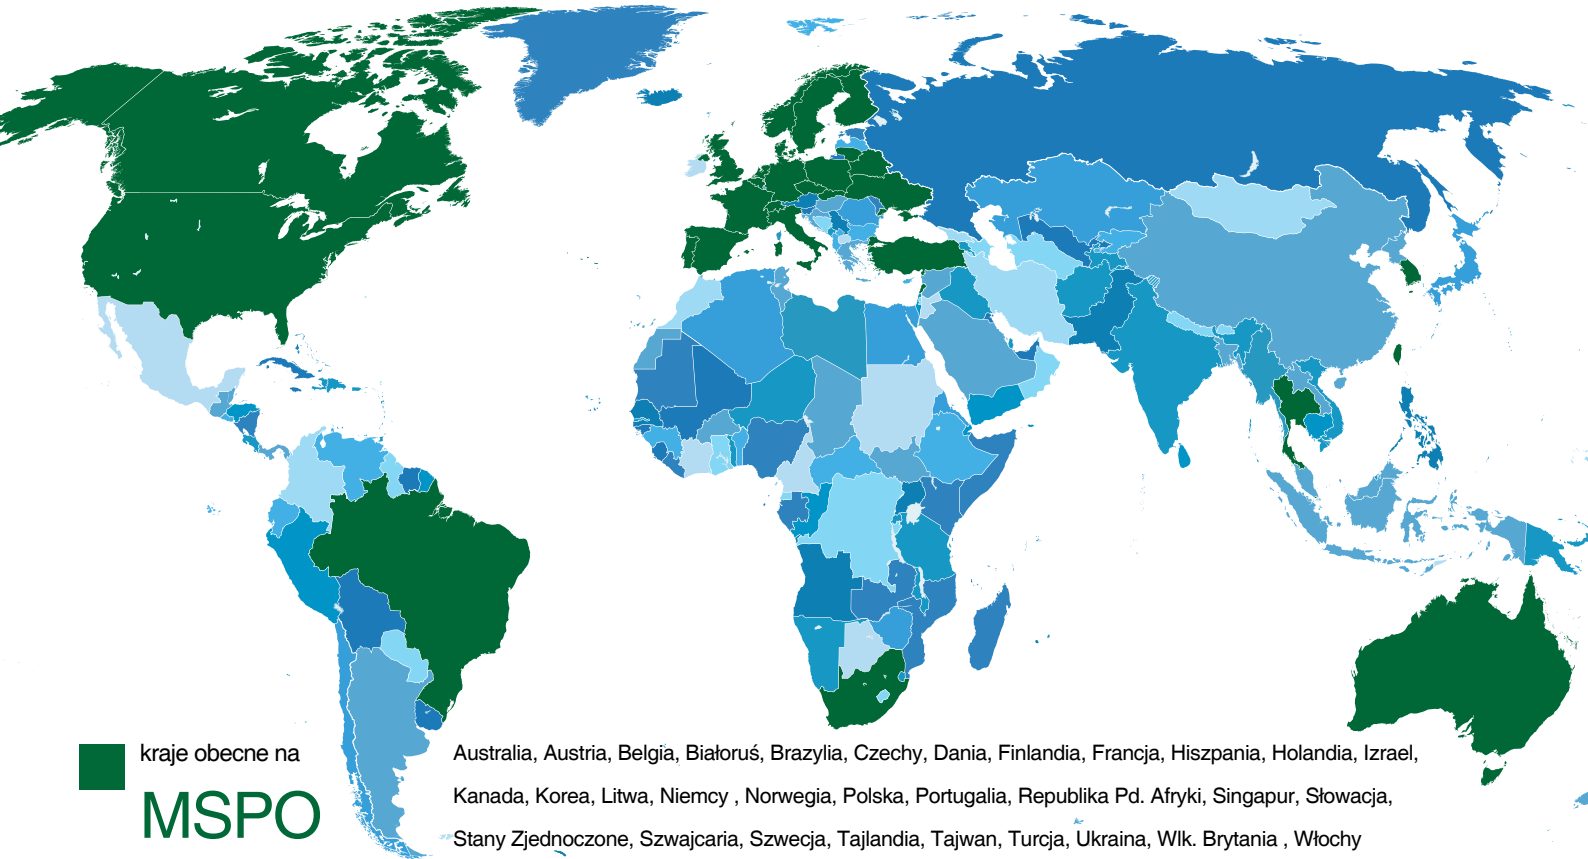 kraje obecne na
MSPO
Australia, Austria, Belgia, Białoruś, Brazylia, Czechy, Dania, Finlandia, Francja, Hiszpania, Holandia, Izrael,
Kanada, Korea, Litwa, Niemcy , Norwegia, Polska, Portugalia, Republika Pd. Afryki, Singapur, Słowacja,
Stany Zjednoczone, Szwajcaria, Szwecja, Tajlandia, Tajwan, Turcja, Ukraina, Wlk. Brytania , Włochy